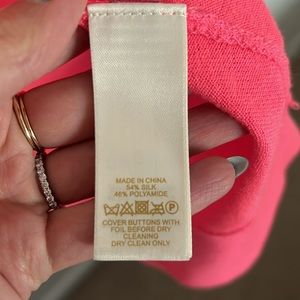 MADE IN CHINA
54% SILK
46% POLYAMIDE
P
COVER BUTTONS WITH
FOIL BEFORE DRY
CLEANING
DRY CLEAN ONLY